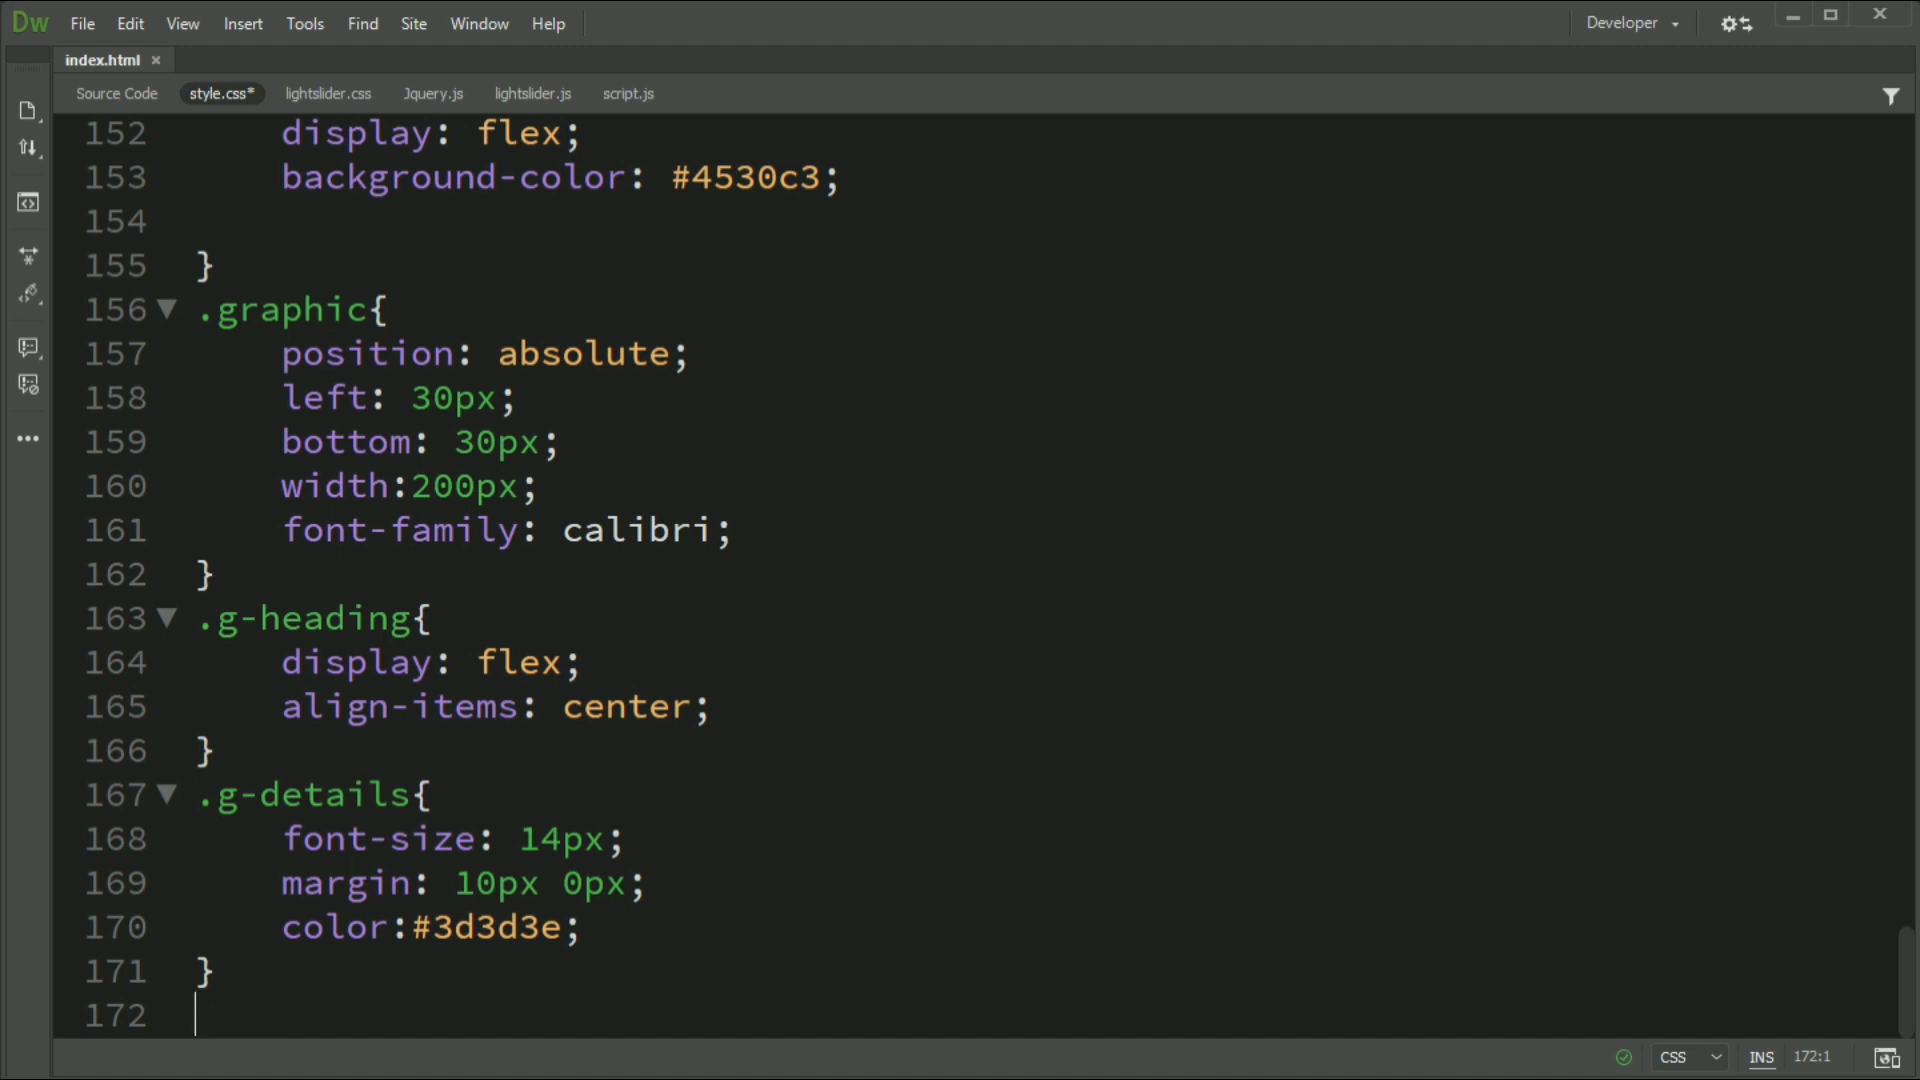 Dw File Edit View Insert Tools Find Site Window Help Developer
index.html ×
Source Code style.css* lightslider.css Jquery.js lightslider.js script.js
152 display: flex;
153 background-color: #4530c3;
154
155 }
156 .graphic{
157 position: absolute;
158 left: 30px;
159 bottom: 30px;
160 width:200px;
161 font-family: calibri;
162 }
163 .g-heading{
164 display: flex;
165 align-items: center;
166 }
167 .g-details{
168 font-size: 14px;
169 margin: 10px 0px;
170 color:#3d3d3e;
171 }
172
CSS INS 172:1